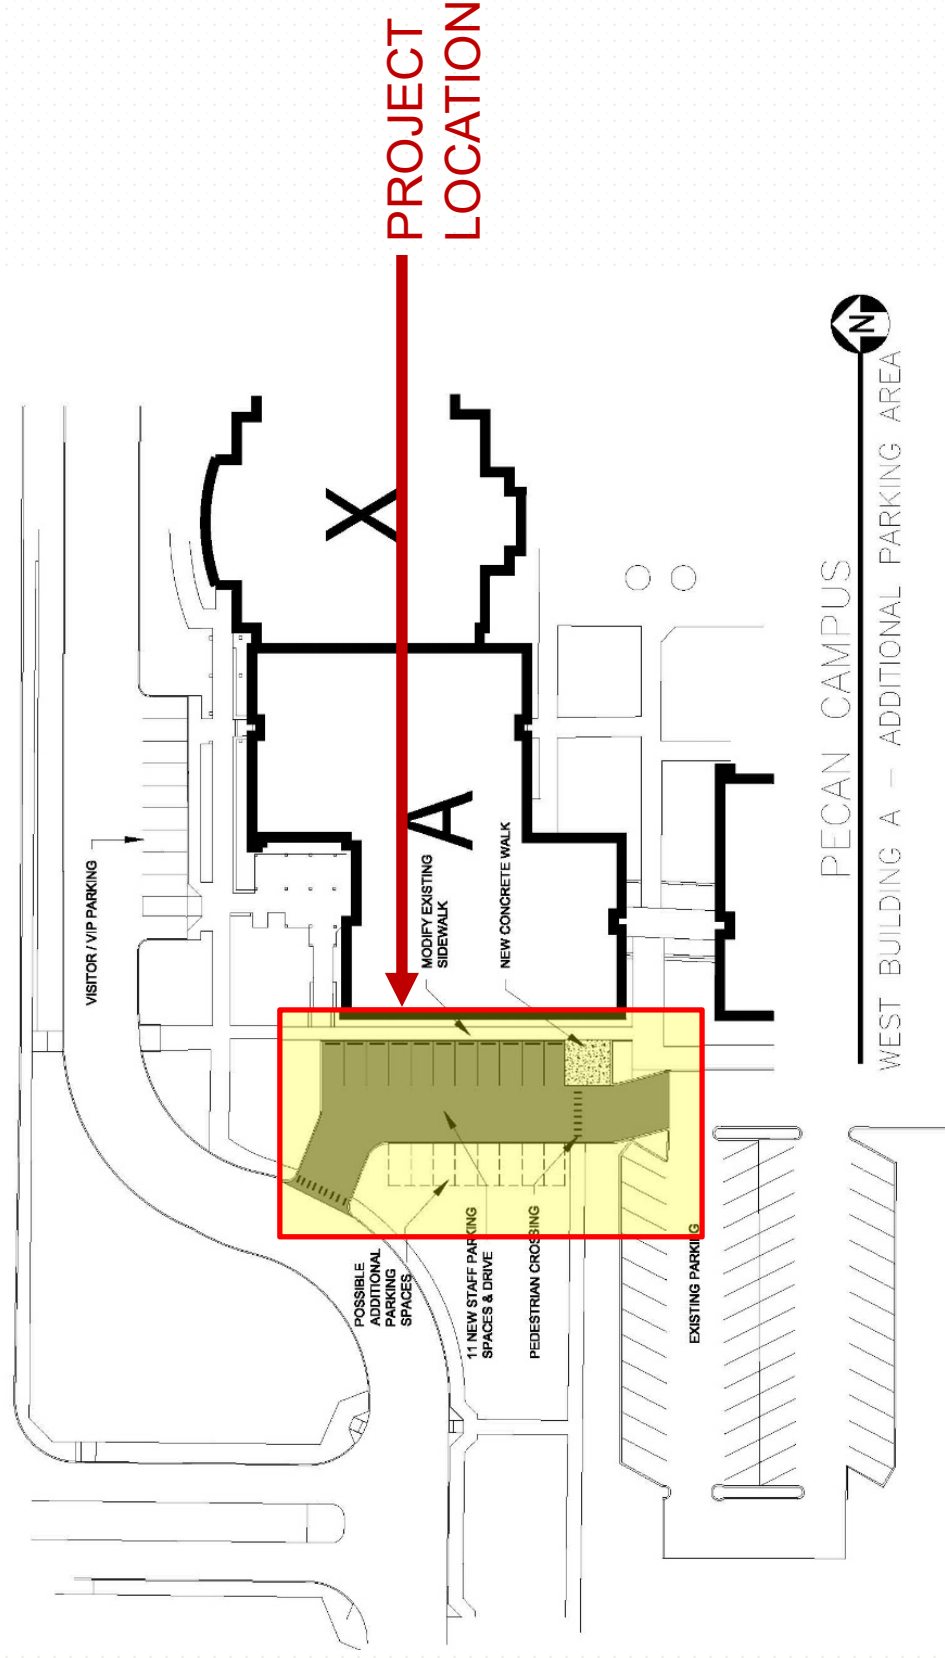 PROJECT
LOCATION
VISITOR / VIP PARKING
X
A
MODIFY EXISTING
SIDEWALK
NEW CONCRETE WALK
POSSIBLE
ADDITIONAL
PARKING
SPACES
11 NEW STAFF PARKING
SPACES & DRIVE
PEDESTRIAN CROSSING
EXISTING PARKING
N
PECAN CAMPUS
WEST BUILDING A - ADDITIONAL PARKING AREA